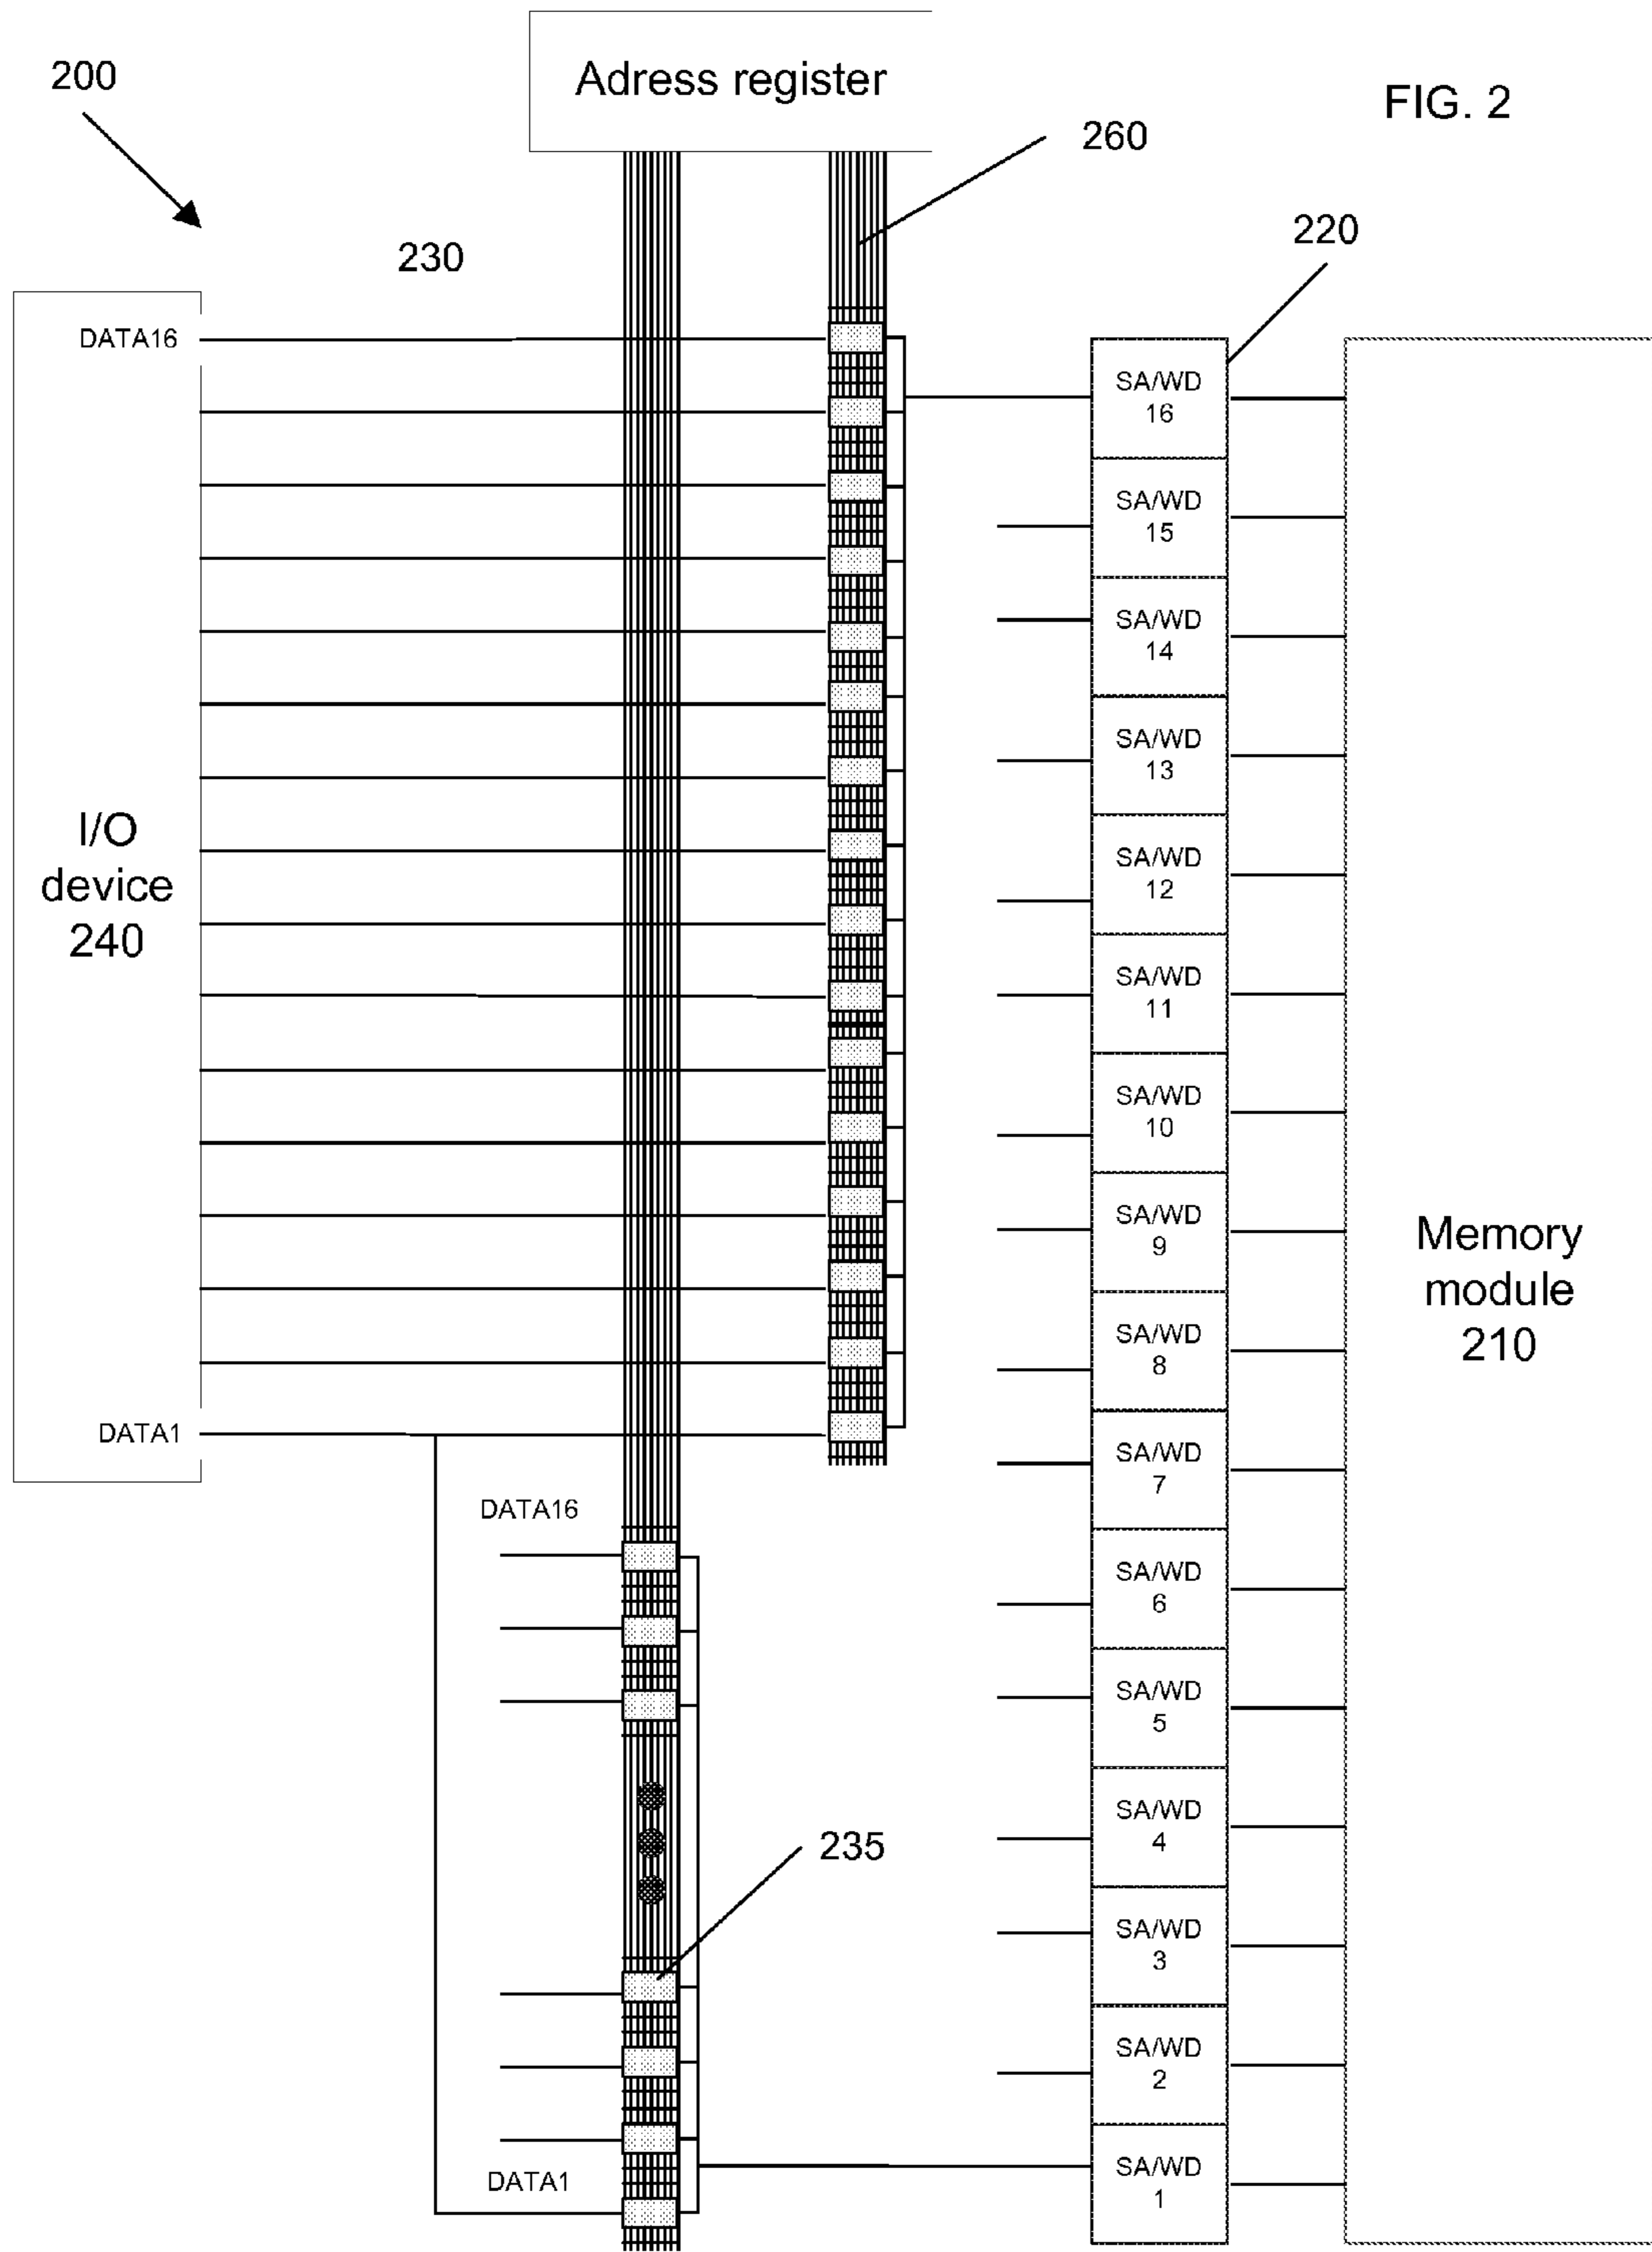 Adress register
200
FIG. 2
260
220
230
DATA16
I/O
device
240
DATA1
DATA16
235
DATA1
SA/WD
16
SA/WD
15
SA/WD
14
SA/WD
13
SA/WD
12
SA/WD
11
SA/WD
10
SA/WD
9
SA/WD
8
SA/WD
7
SA/WD
6
SA/WD
5
SA/WD
4
SA/WD
3
SA/WD
2
SA/WD
1
Memory
module
210